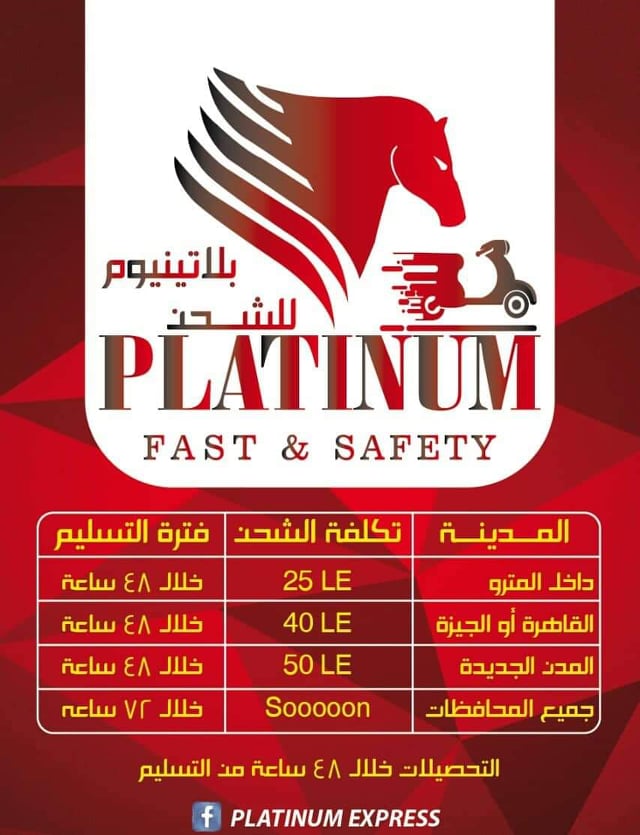 بلاتينيوم
للشحن
PLATINUM
FAST & SAFETY
المدينة تكلفة الشحن فترة التسليم
داخل المترو 25 LE خلال ٤٨ ساعة
القاهرة أو الجيزة 40 LE خلال ٤٨ ساعة
المدن الجديدة 50 LE خلال ٤٨ ساعة
جميع المحافظات Sooooon خلال ٧٢ ساعه
التحصيلات خلال ٤٨ ساعة من التسليم
f PLATINUM EXPRESS